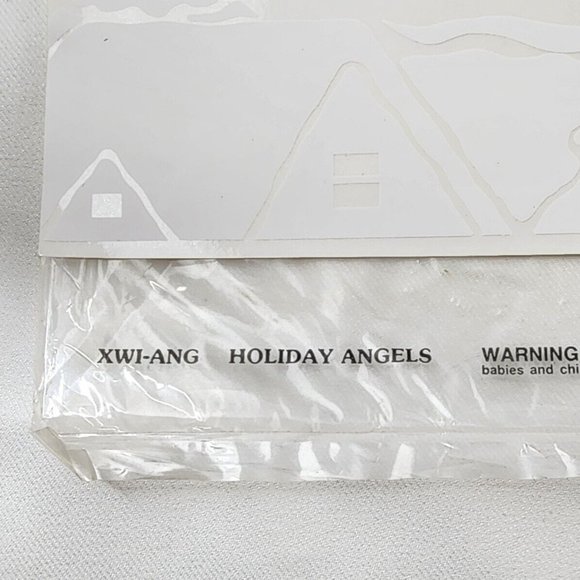 XWI-ANG HOLIDAY ANGELS WARNING
babies and chi